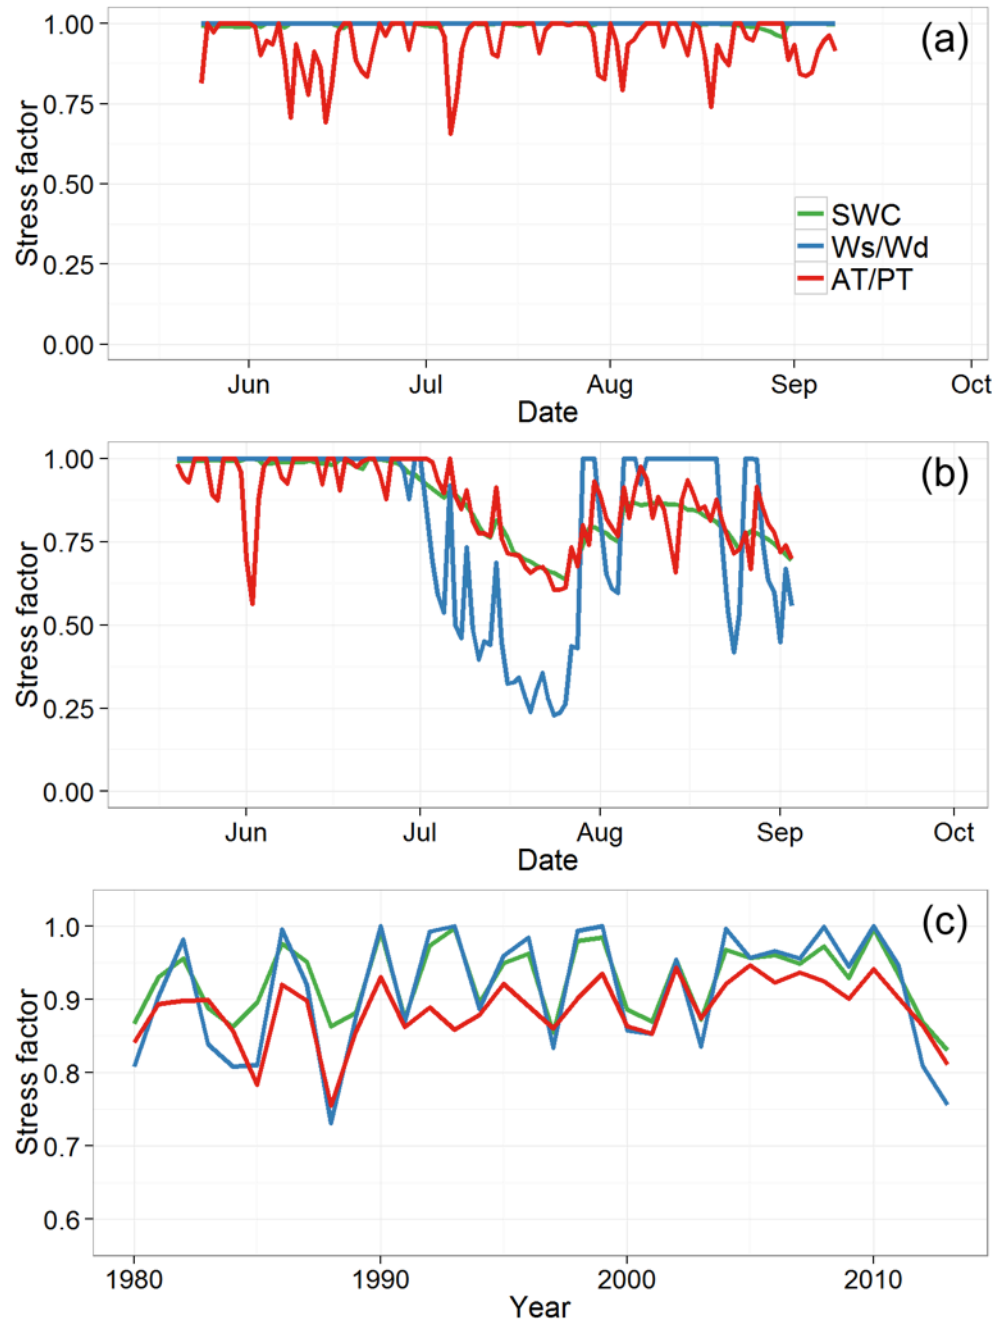 (a)
1.00
0.75
0.50
0.25
0.00
Stress factor
SWC
Ws/Wd
AT/PT
Jun Jul Aug Sep Oct
Date
(b)
1.00
0.75
0.50
0.25
0.00
Stress factor
Jun Jul Aug Sep Oct
Date
(c)
1.0
0.9
0.8
0.7
0.6
Stress factor
1980 1990 2000 2010
Year